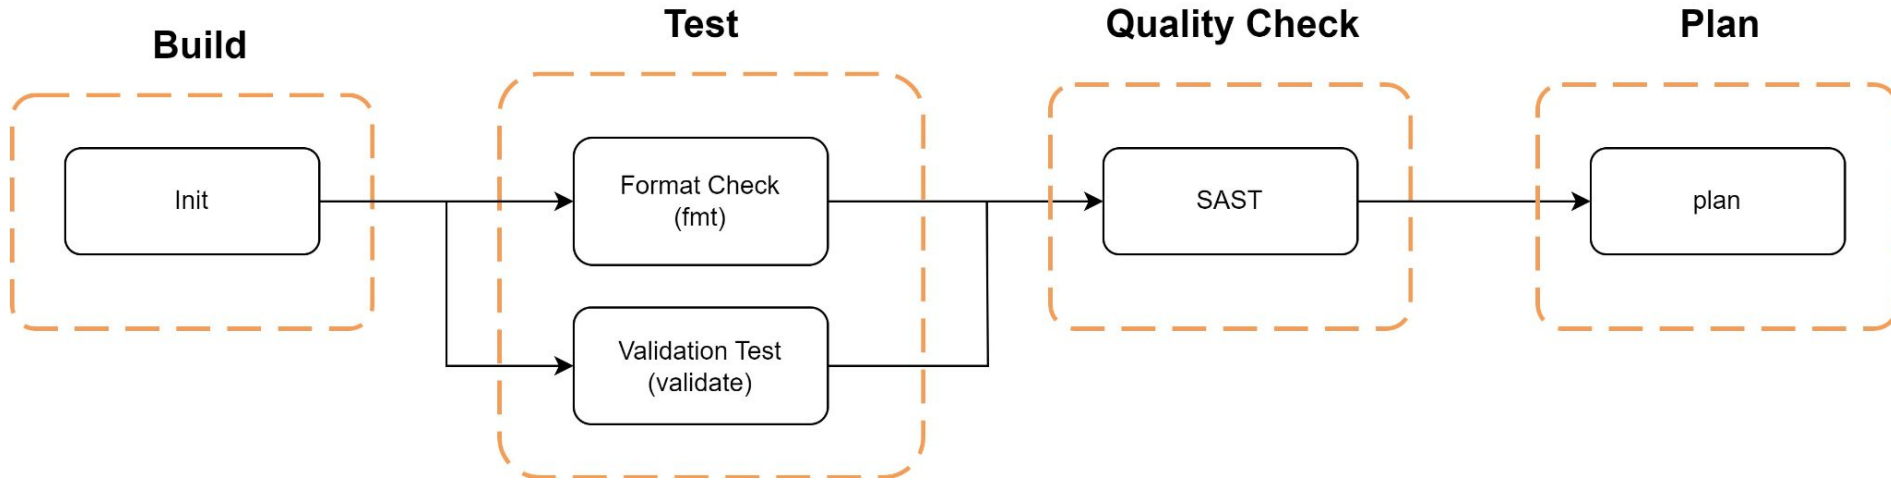 Build
Test
Quality Check
Plan
Init
Format Check
(fmt)
Validation Test
(validate)
SAST
plan